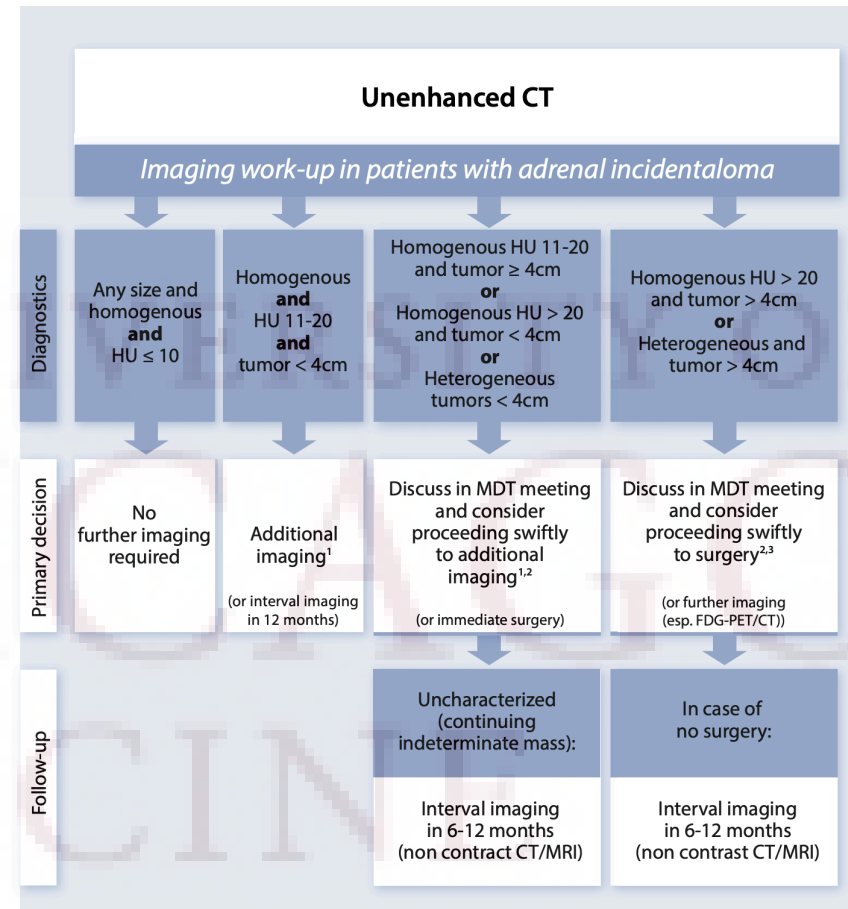 Unenhanced CT
Imaging work-up in patients with adrenal incidentaloma
Diagnostics
Any size and
homogenous
and
HU ≤ 10
Homogenous
and
HU 11-20
and
tumor < 4cm
Homogenous HU 11-20
and tumor ≥ 4cm
or
Homogenous HU > 20
and tumor < 4cm
or
Heterogeneous
tumors < 4cm
Homogenous HU > 20
and tumor > 4cm
or
Heterogeneous and
tumor > 4cm
Primary decision
No
further imaging
required
Additional
imaging¹
(or interval imaging
in 12 months)
Discuss in MDT meeting
and consider
proceeding swiftly
to additional
imaging¹,²
(or immediate surgery)
Discuss in MDT meeting
and consider
proceeding swiftly
to surgery²,³
(or further imaging
(esp. FDG-PET/CT))
Follow-up
Uncharacterized
(continuing
indeterminate mass):
Interval imaging
in 6-12 months
(non contract CT/MRI)
In case of
no surgery:
Interval imaging
in 6-12 months
(non contrast CT/MRI)